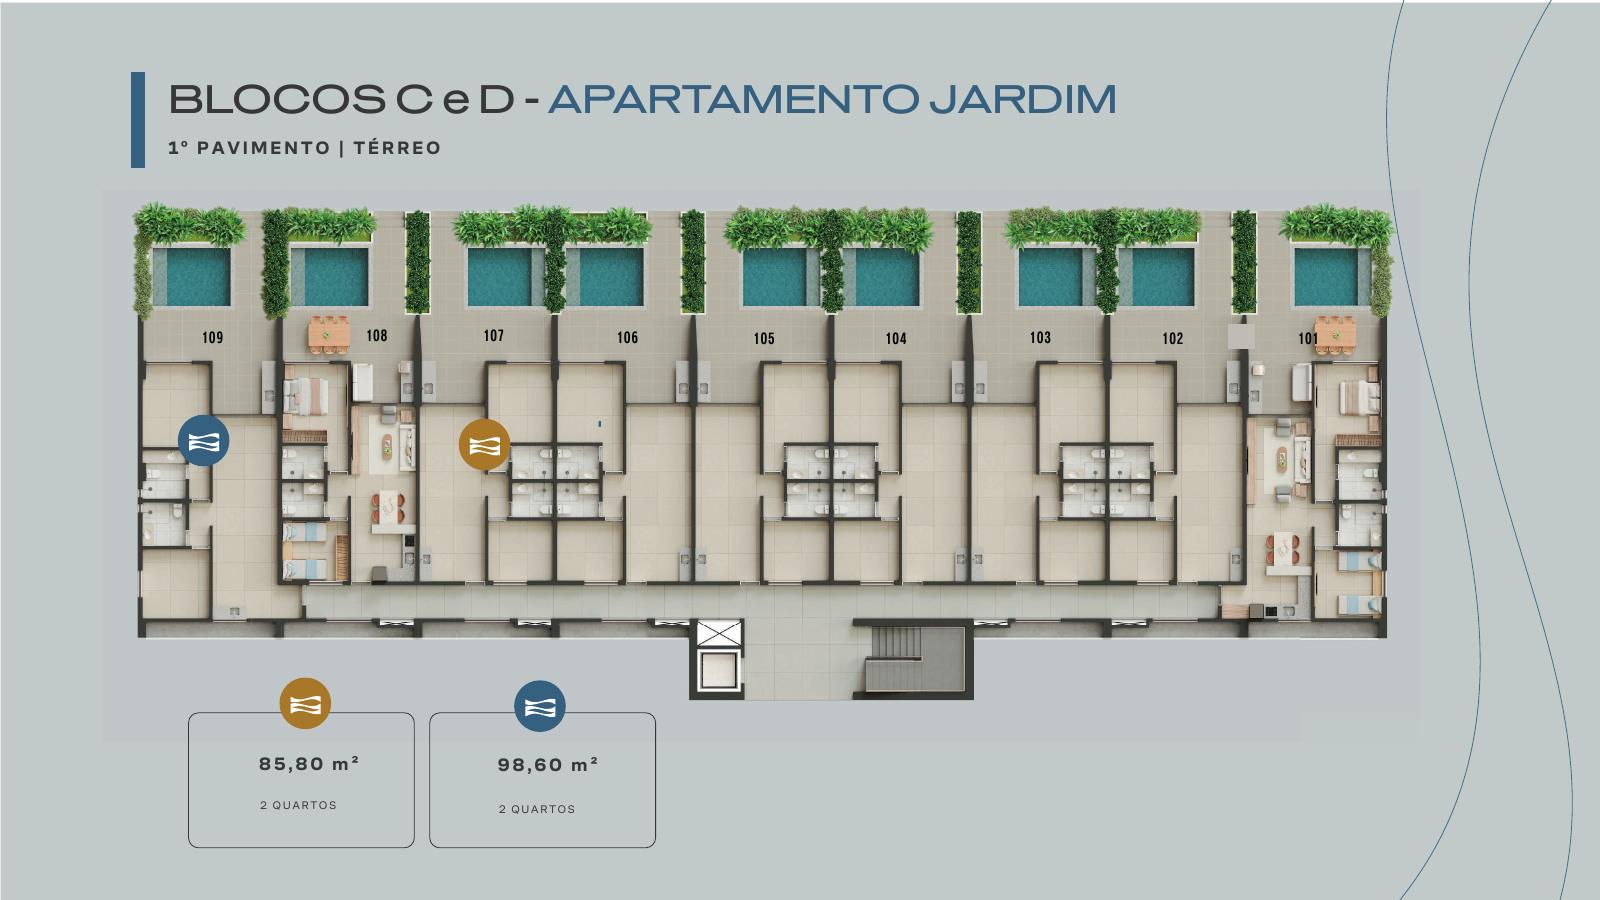 BLOCOS C e D - APARTAMENTO JARDIM
1º PAVIMENTO | TÉRREO
109
108
107
106
105
104
103
102
101
85,80 m²
2 QUARTOS
98,60 m²
2 QUARTOS